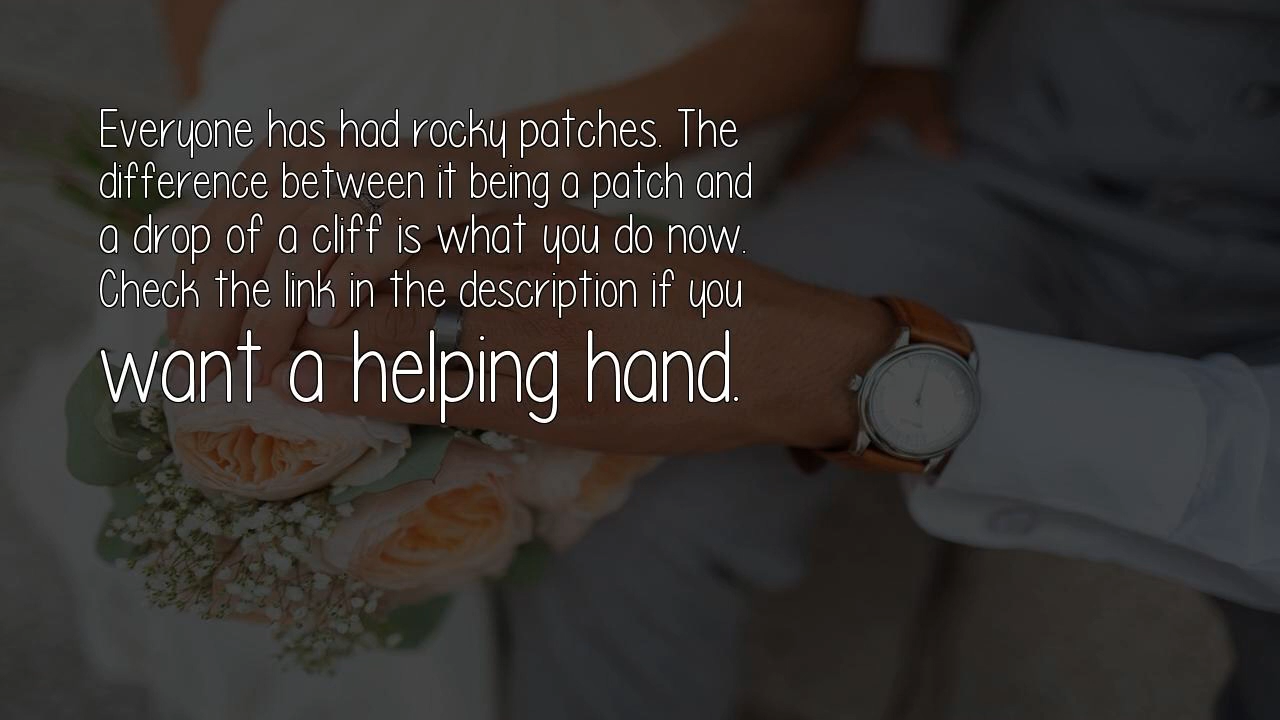 Everyone has had rocky patches. The
difference between it being a patch and
a drop of a cliff is what you do now.
Check the link in the description if you
want a helping hand.